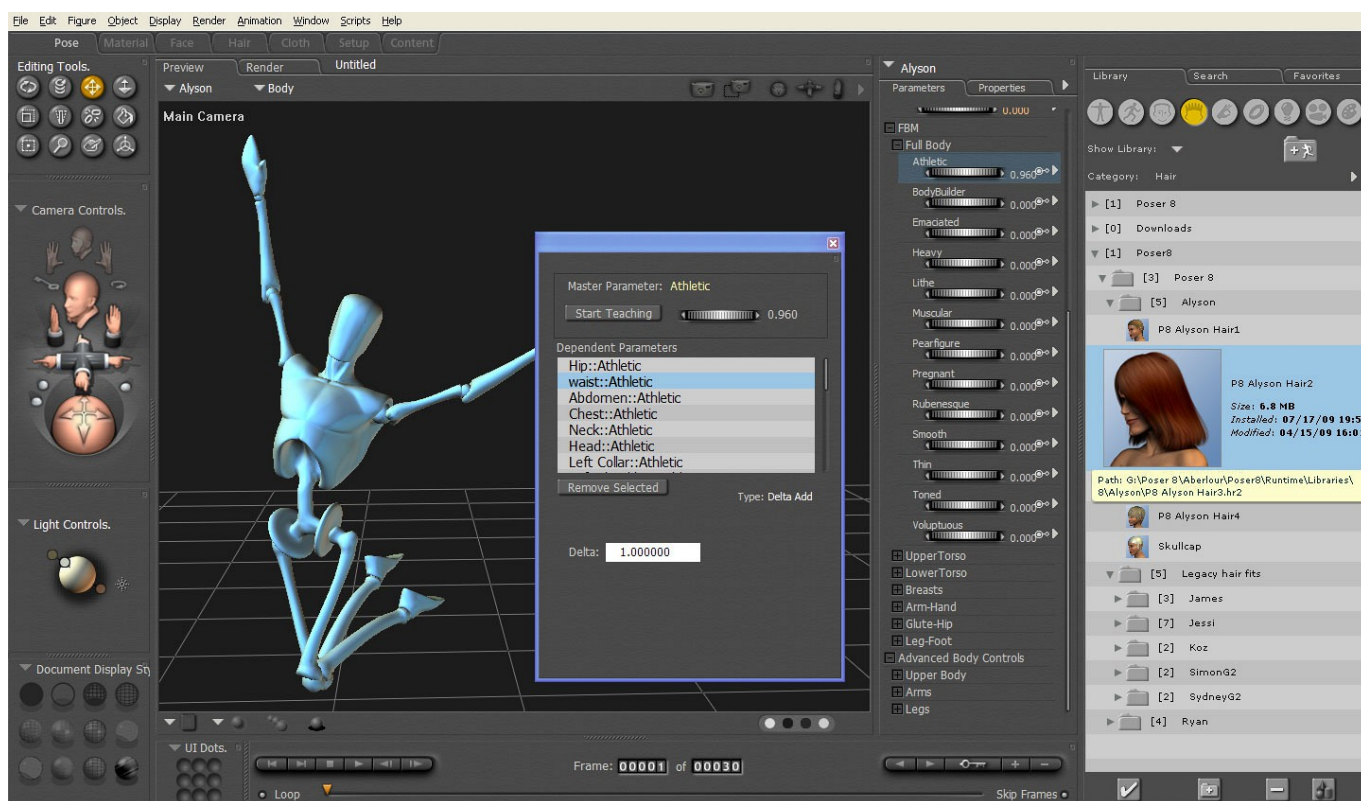 File Edit Figure Object Display Render Animation Window Scripts Help
Pose Material Face Hair Cloth Setup Content
Editing Tools.
Preview Render Untitled
Alyson Body
Main Camera
Camera Controls.
Light Controls.
Document Display Sty
UI Dots.
Master Parameter: Athletic
Start Teaching 0.960
Dependent Parameters
Hip::Athletic
waist::Athletic
Abdomen::Athletic
Chest::Athletic
Neck::Athletic
Head::Athletic
Left Collar::Athletic
Remove Selected
Type: Delta Add
Delta: 1.000000
Frame: 00001 of 00030
Loop
Skip Frames
Alyson
Parameters Properties
0.000
FBM
Full Body
Athletic
0.960
BodyBuilder
0.000
Emaciated
0.000
Heavy
0.000
Lithe
0.000
Muscular
0.000
Pearfigure
0.000
Pregnant
0.000
Rubenesque
0.000
Smooth
0.000
Thin
0.000
Toned
0.000
Voluptuous
0.000
UpperTorso
LowerTorso
Breasts
Arm-Hand
Glute-Hip
Leg-Foot
Advanced Body Controls
Upper Body
Arms
Legs
Library Search Favorites
Show Library:
Category: Hair
[1] Poser 8
[0] Downloads
[1] Poser8
[3] Poser 8
[5] Alyson
P8 Alyson Hair1
P8 Alyson Hair2
Size: 6.8 MB
Installed: 07/17/09 19:5
Modified: 04/15/09 16:0
Path: G:\Poser 8\Aberlour\Poser8\Runtime\Libraries\
8\Alyson\P8 Alyson Hair3.hr2
P8 Alyson Hair4
Skullcap
[5] Legacy hair fits
[3] James
[7] Jessi
[2] Koz
[2] SimonG2
[2] SydneyG2
[4] Ryan